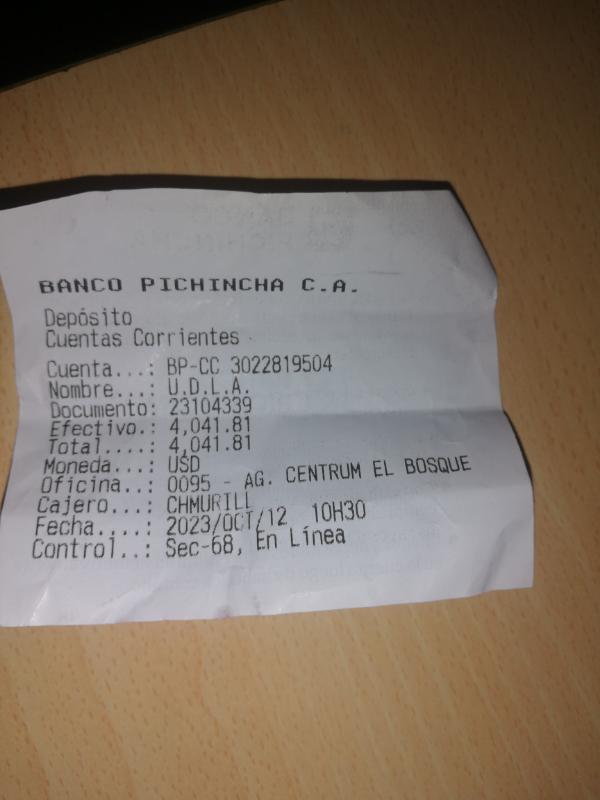 BANCO PICHINCHA C.A.
Depósito
Cuentas Corrientes
Cuenta...: BP-CC 3022819504
Nombre...: U.D.L.A.
Documento: 23104339
Efectivo.: 4,041.81
Total....: 4,041.81
Moneda...: USD
Oficina..: 0095 - AG. CENTRUM EL BOSQUE
Cajero...: CHMURILL
Fecha....: 2023/OCT/12 10H30
Control..: Sec-68, En Línea